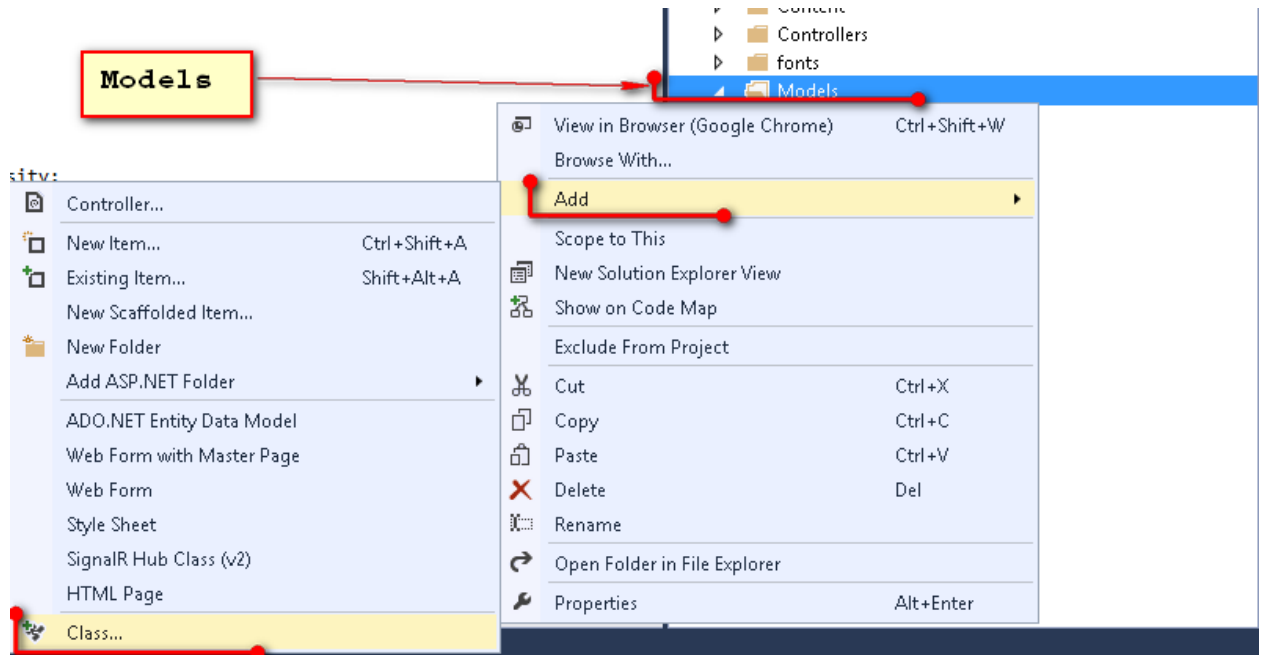 Content
Controllers
fonts
Models
Models
View in Browser (Google Chrome) Ctrl+Shift+W
Browse With...
Add
Scope to This
New Solution Explorer View
Show on Code Map
Exclude From Project
Cut Ctrl+X
Copy Ctrl+C
Paste Ctrl+V
Delete Del
Rename
Open Folder in File Explorer
Properties Alt+Enter
sity:
Controller...
New Item... Ctrl+Shift+A
Existing Item... Shift+Alt+A
New Scaffolded Item...
New Folder
Add ASP.NET Folder
ADO.NET Entity Data Model
Web Form with Master Page
Web Form
Style Sheet
SignalR Hub Class (v2)
HTML Page
Class...